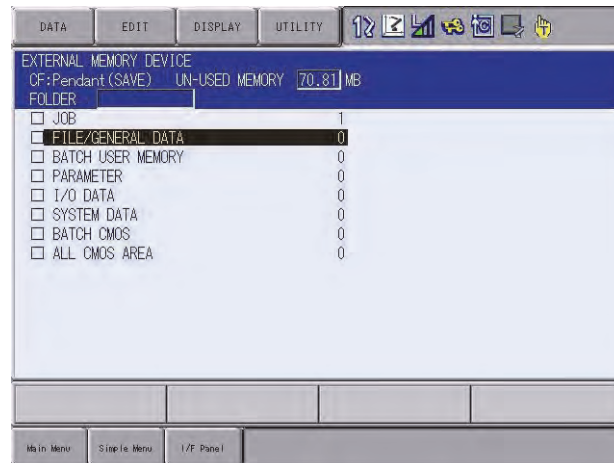 DATA EDIT DISPLAY UTILITY
EXTERNAL MEMORY DEVICE
CF:Pendant(SAVE) UN-USED MEMORY 70.81 MB
FOLDER
JOB 1
FILE/GENERAL DATA 0
BATCH USER MEMORY 0
PARAMETER 0
I/O DATA 0
SYSTEM DATA 0
BATCH CMOS 0
ALL CMOS AREA 0
Main Menu Simple Menu I/F Panel